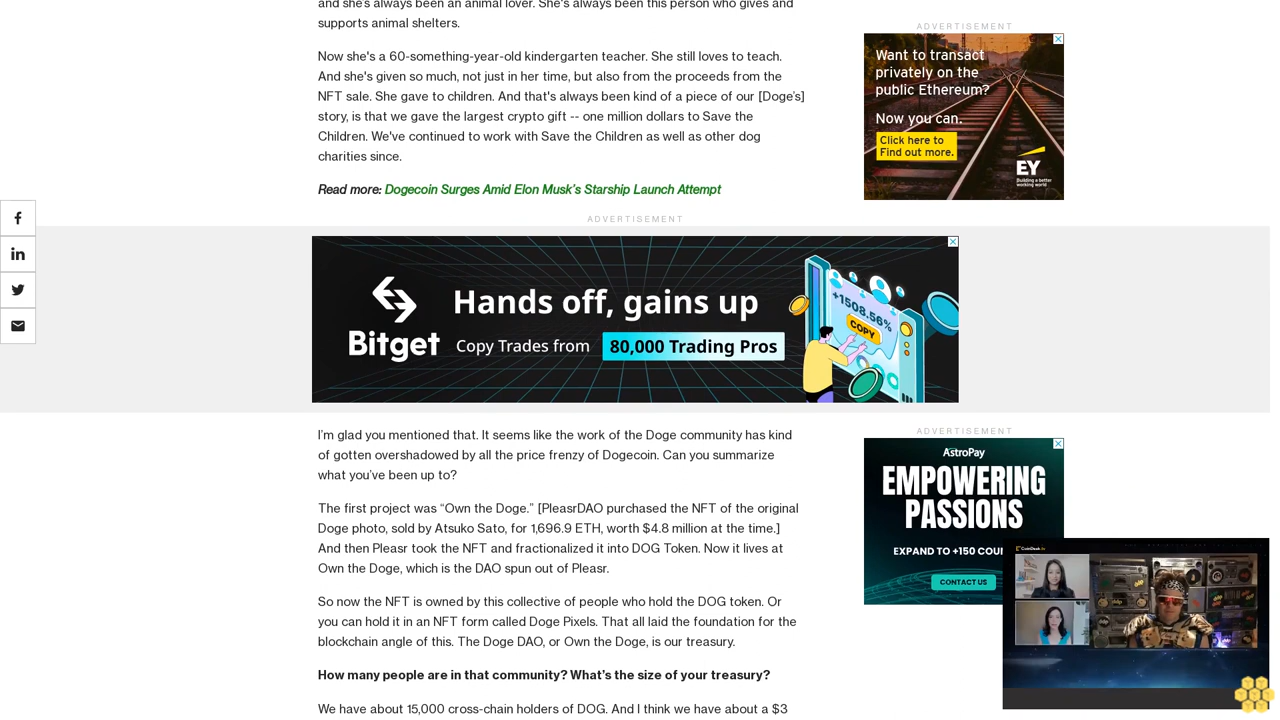 and she's always been an animal lover. She's always been this person who gives and
supports animal shelters.
Now she's a 60-something-year-old kindergarten teacher. She still loves to teach.
And she's given so much, not just in her time, but also from the proceeds from the
NFT sale. She gave to children. And that's always been kind of a piece of our [Doge’s]
story, is that we gave the largest crypto gift -- one million dollars to Save the
Children. We've continued to work with Save the Children as well as other dog
charities since.
Read more: Dogecoin Surges Amid Elon Musk’s Starship Launch Attempt
ADVERTISEMENT
Want to transact
privately on the
public Ethereum?
Now you can.
Click here to
Find out more.
EY
Building a better
working world
ADVERTISEMENT
Bitget
Hands off, gains up
Copy Trades from 80,000 Trading Pros
+1508.56%
COPY
I’m glad you mentioned that. It seems like the work of the Doge community has kind
of gotten overshadowed by all the price frenzy of Dogecoin. Can you summarize
what you’ve been up to?
The first project was “Own the Doge.” [PleasrDAO purchased the NFT of the original
Doge photo, sold by Atsuko Sato, for 1,696.9 ETH, worth $4.8 million at the time.]
And then Pleasr took the NFT and fractionalized it into DOG Token. Now it lives at
Own the Doge, which is the DAO spun out of Pleasr.
So now the NFT is owned by this collective of people who hold the DOG token. Or
you can hold it in an NFT form called Doge Pixels. That all laid the foundation for the
blockchain angle of this. The Doge DAO, or Own the Doge, is our treasury.
How many people are in that community? What’s the size of your treasury?
We have about 15,000 cross-chain holders of DOG. And I think we have about a $3
ADVERTISEMENT
AstroPay
EMPOWERING
PASSIONS
EXPAND TO +150 COU
CONTACT US
CoinDesk